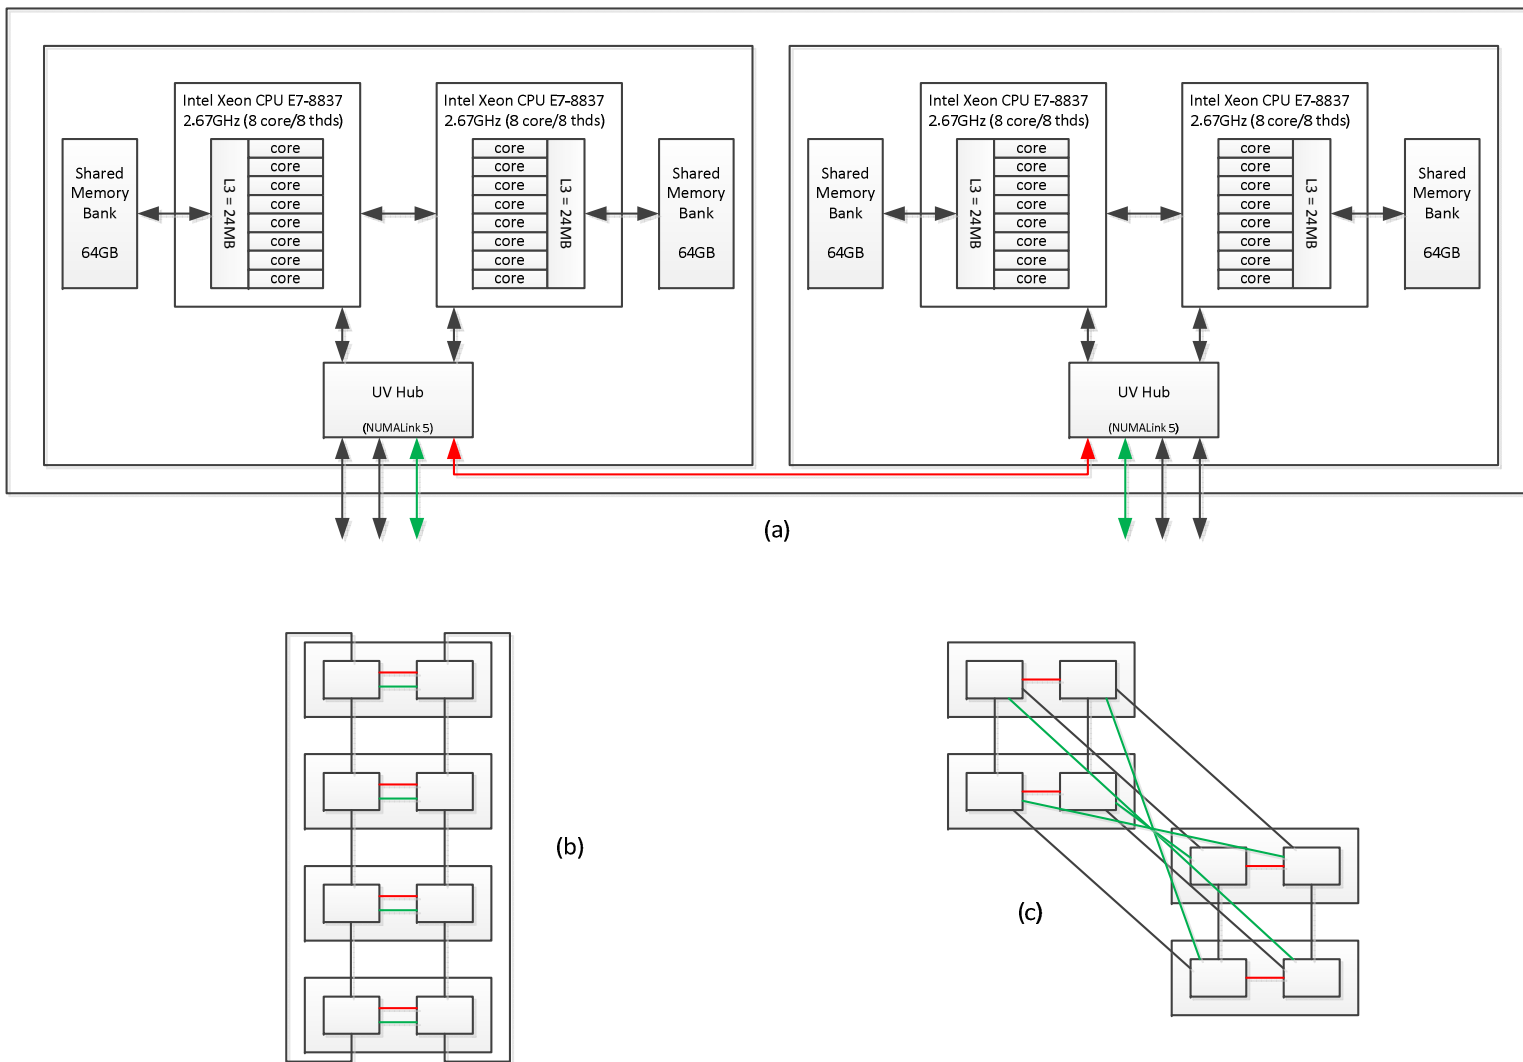 Intel Xeon CPU E7-8837
2.67GHz (8 core/8 thds)
Shared
Memory
Bank
64GB
L3 = 24MB
core
core
core
core
core
core
core
core
Intel Xeon CPU E7-8837
2.67GHz (8 core/8 thds)
core
core
core
core
core
core
core
core
L3 = 24MB
Shared
Memory
Bank
64GB
UV Hub
(NUMALink 5)
Intel Xeon CPU E7-8837
2.67GHz (8 core/8 thds)
Shared
Memory
Bank
64GB
L3 = 24MB
core
core
core
core
core
core
core
core
Intel Xeon CPU E7-8837
2.67GHz (8 core/8 thds)
core
core
core
core
core
core
core
core
L3 = 24MB
Shared
Memory
Bank
64GB
UV Hub
(NUMALink 5)
(a)
(b)
(c)